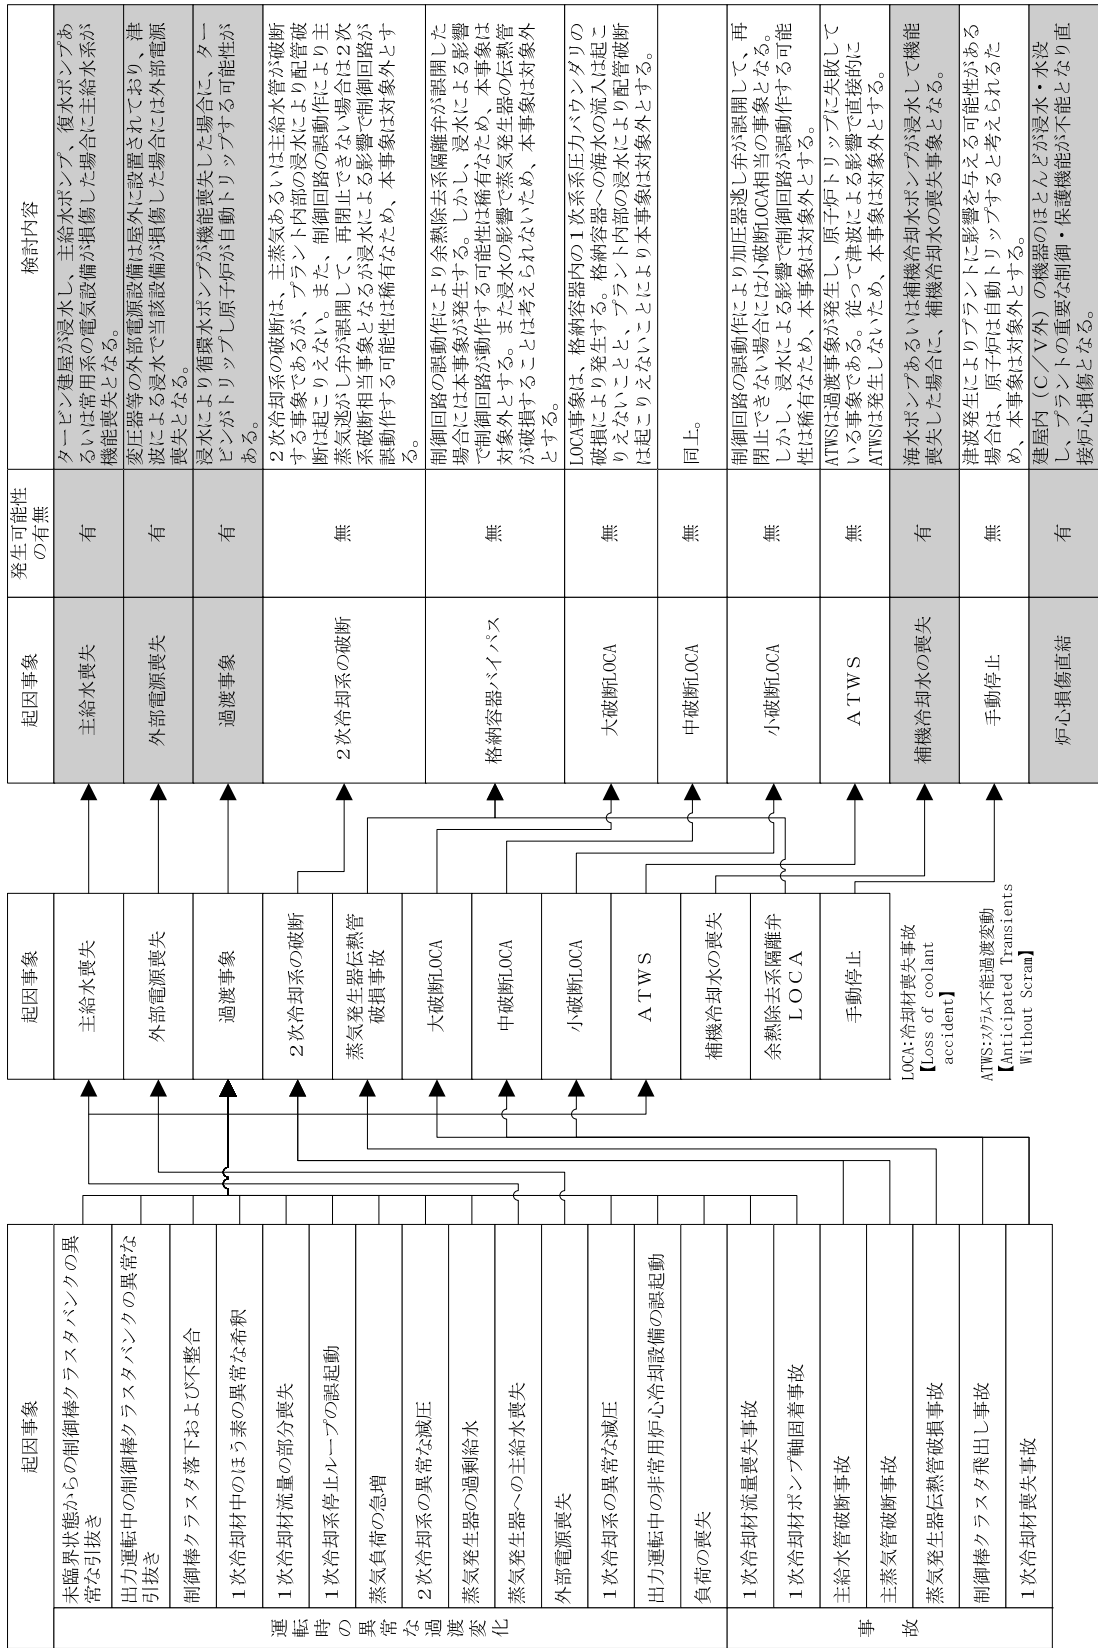 起因事象
運転時の異常な過渡変化
未臨界状態からの制御棒クラスタバンクの異
常な引抜き
出力運転中の制御棒クラスタバンクの異常な
引抜き
制御棒クラスタ落下および不整合
1次冷却材中のほう素の異常な希釈
1次冷却材流量の部分喪失
1次冷却系停止ループの誤起動
蒸気負荷の急増
2次冷却系の異常な減圧
蒸気発生器の過剰給水
蒸気発生器への主給水喪失
外部電源喪失
1次冷却系の異常な減圧
出力運転中の非常用炉心冷却設備の誤起動
負荷の喪失
事故
1次冷却材流量喪失事故
1次冷却材ポンプ軸固着事故
主給水管破断事故
主蒸気管破断事故
蒸気発生器伝熱管破損事故
制御棒クラスタ飛出し事故
1次冷却材喪失事故
起因事象
主給水喪失
外部電源喪失
過渡事象
2次冷却系の破断
蒸気発生器伝熱管
破損事故
大破断LOCA
中破断LOCA
小破断LOCA
ATWS
補機冷却水の喪失
余熱除去系隔離弁
LOCA
手動停止
LOCA:冷却材喪失事故
【Loss of coolant
accident】
ATWS:スクラム不能過渡変動
【Anticipated Transients
Without Scram】
起因事象
発生可能性
の有無
検討内容
主給水喪失
有
タービン建屋が浸水し、主給水ポンプ、復水ポンプあ
るいは常用系の電気設備が損傷した場合に主給水系が
機能喪失となる。
外部電源喪失
有
変圧器等の外部電源設備は屋外に設置されており、津
波による浸水で当該設備が損傷した場合には外部電源
喪失となる。
過渡事象
有
浸水により循環水ポンプが機能喪失した場合に、ター
ビンがトリップし原子炉が自動トリップする可能性が
ある。
2次冷却系の破断
無
2次冷却系の破断は、主蒸気あるいは主給水管が破断
する事象であるが、プラント内部の浸水により配管破
断は起こりえない。また、制御回路の誤動作により主
蒸気逃がし弁が誤開して、再閉止できない場合は2次
系破断相当事象となるが浸水による影響で制御回路が
誤動作する可能性は稀有なため、本事象は対象外とす
る。
格納容器バイパス
無
制御回路の誤動作により余熱除去系隔離弁が誤開した
場合には本事象が発生する。しかし、浸水による影響
で制御回路が動作する可能性は稀有なため、本事象は
対象外とする。また浸水の影響で蒸気発生器の伝熱管
が破損することは考えられないため、本事象は対象外
とする。
大破断LOCA
無
LOCA事象は、格納容器内の1次系圧力バウンダリの
破損により発生する。格納容器への海水の流入は起こ
りえないことと、プラント内部の浸水により配管破断
は起こりえないことにより本事象は対象外とする。
中破断LOCA
無
同上。
小破断LOCA
無
制御回路の誤動作により加圧器逃し弁が誤開して、再
閉止できない場合には小破断LOCA相当の事象となる。
しかし、浸水による影響で制御回路が誤動作する可能
性は稀有なため、本事象は対象外とする。
ATWS
無
ATWSは過渡事象が発生し、原子炉トリップに失敗して
いる事象である。従って津波による影響で直接的に
ATWSは発生しないため、本事象は対象外とする。
補機冷却水の喪失
有
海水ポンプあるいは補機冷却水ポンプが浸水して機能
喪失した場合に、補機冷却水の喪失事象となる。
手動停止
無
津波発生によりプラントに影響を与える可能性がある
場合は、原子炉は自動トリップすると考えられるた
め、本事象は対象外とする。
炉心損傷直結
有
建屋内（C／V外）の機器のほとんどが浸水・水没
し、プラントの重要な制御・保護機能が不能となり直
接炉心損傷となる。